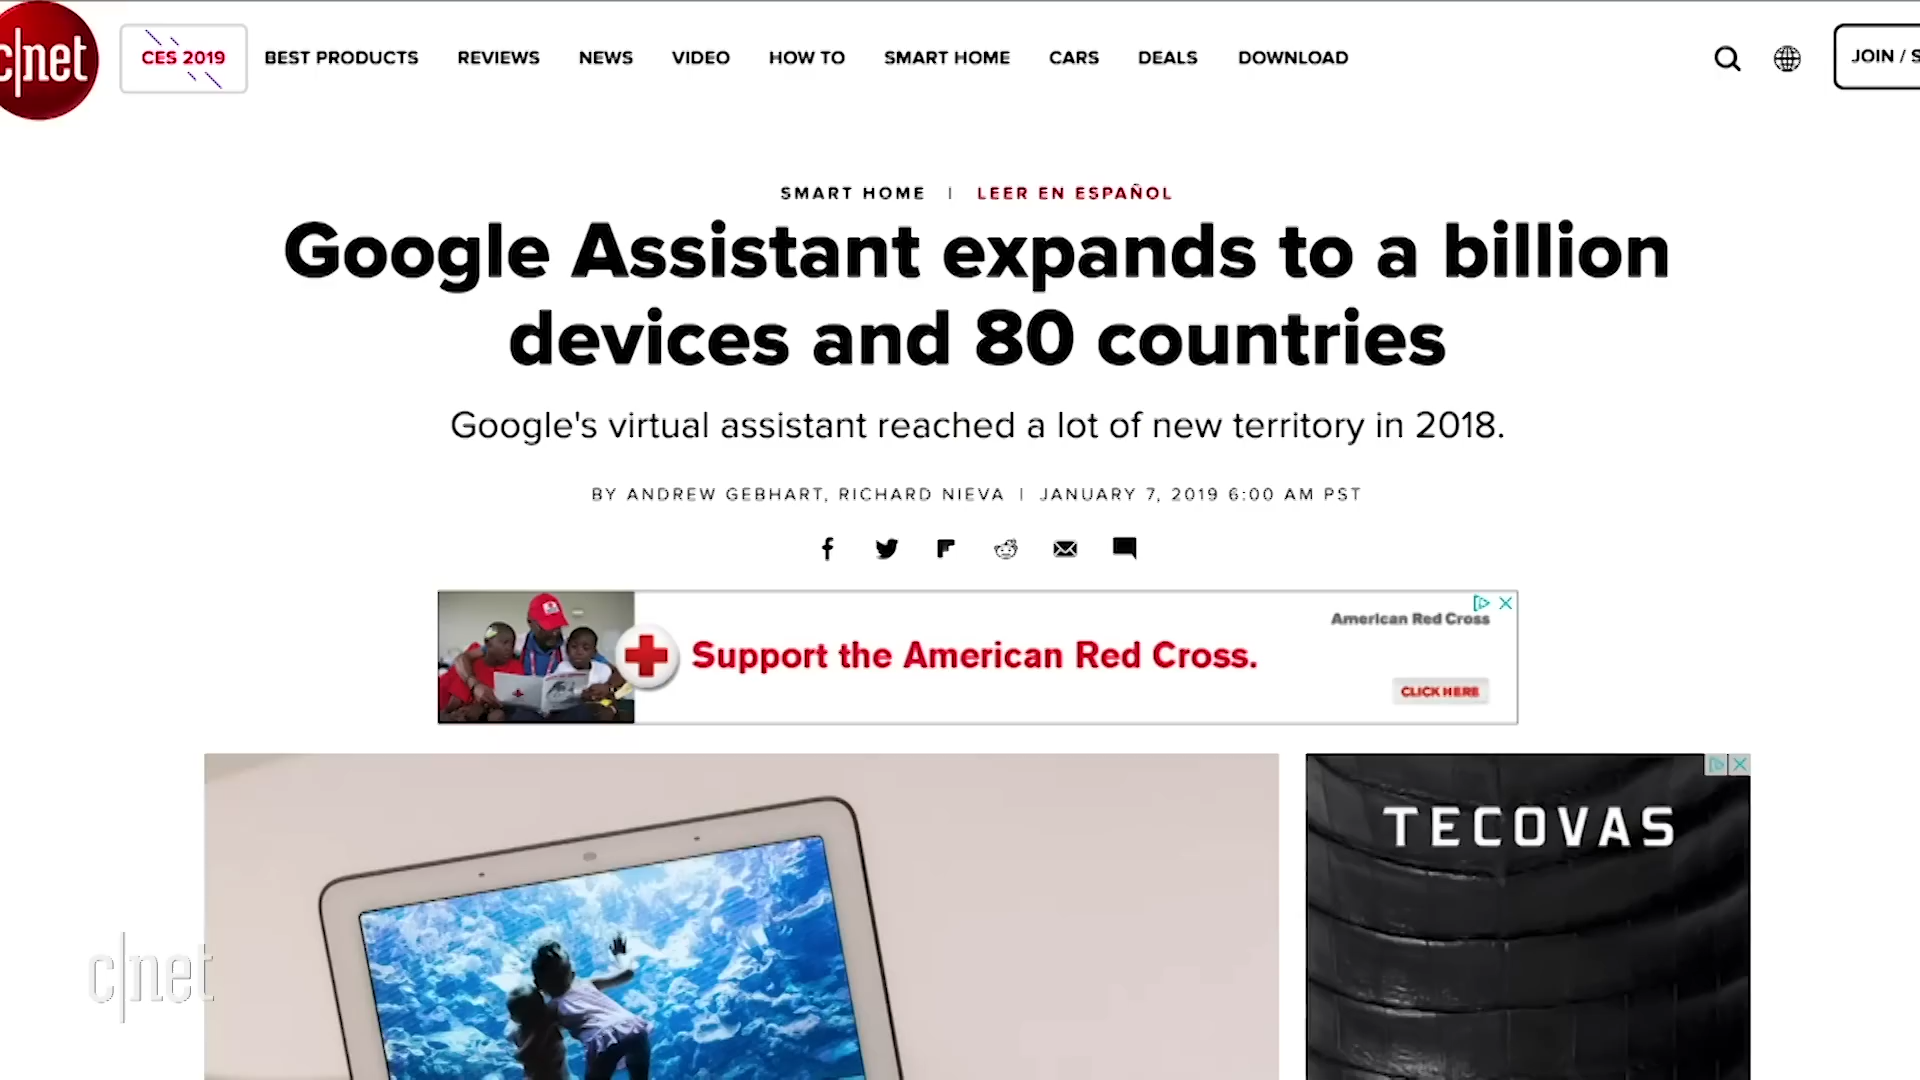 c|net
CES 2019
BEST PRODUCTS
REVIEWS
NEWS
VIDEO
HOW TO
SMART HOME
CARS
DEALS
DOWNLOAD
JOIN / S
SMART HOME | LEER EN ESPAÑOL
Google Assistant expands to a billion
devices and 80 countries
Google's virtual assistant reached a lot of new territory in 2018.
BY ANDREW GEBHART, RICHARD NIEVA | JANUARY 7, 2019 6:00 AM PST
American Red Cross
Support the American Red Cross.
CLICK HERE
TECOVAS
c|net